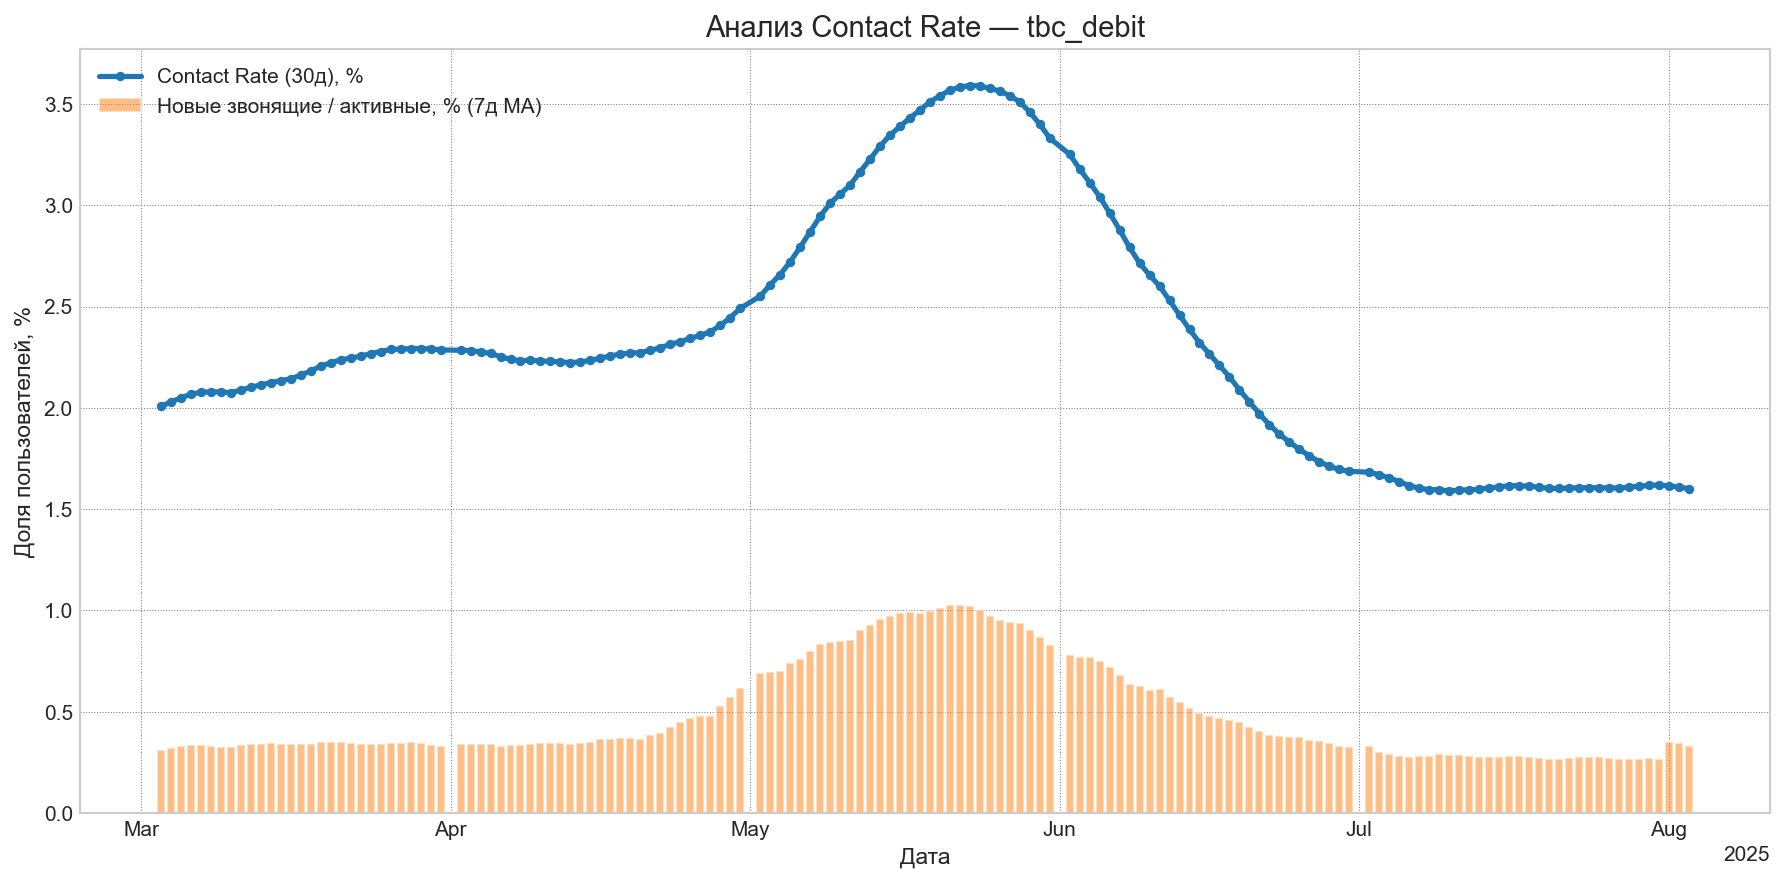 Анализ Contact Rate — tbc_debit
Contact Rate (30д), %
Новые звонящие / активные, % (7д MA)
Доля пользователей, %
3.5
3.0
2.5
2.0
1.5
1.0
0.5
0.0
Mar Apr May Jun Jul Aug
Дата
2025